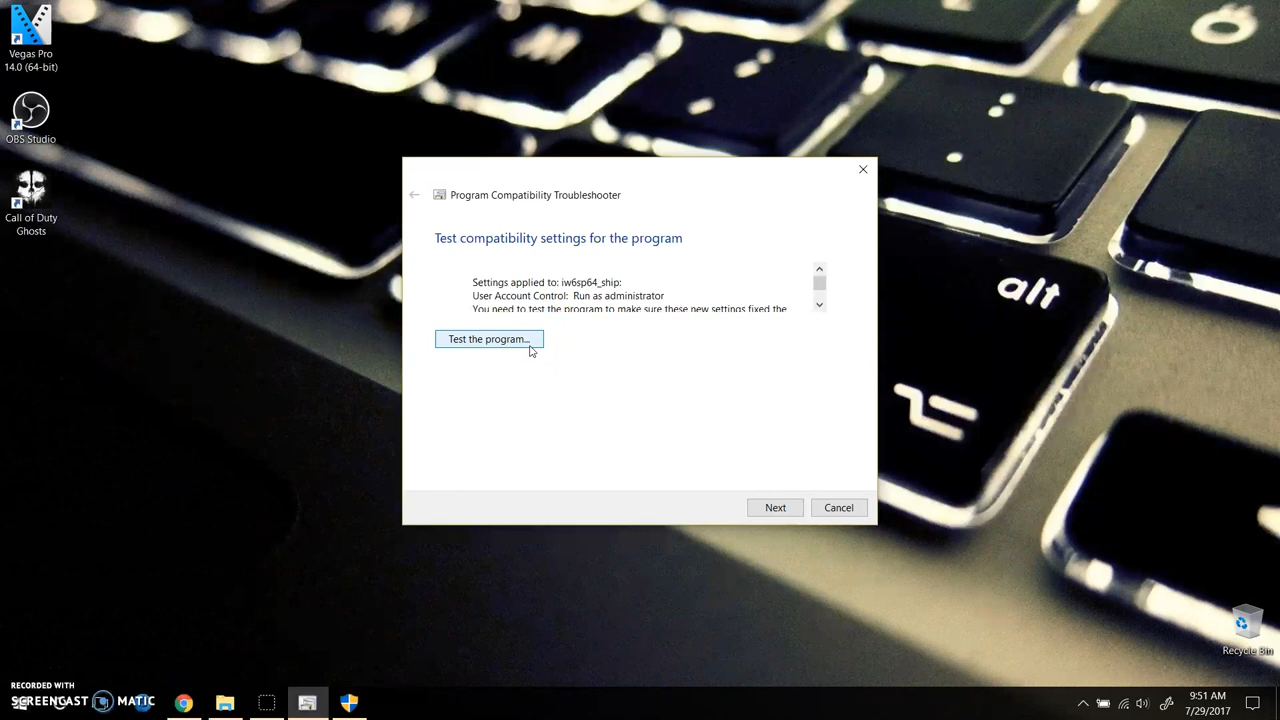 Vegas Pro
14.0 (64-bit)
OBS Studio
Call of Duty
Ghosts
Program Compatibility Troubleshooter
Test compatibility settings for the program
Settings applied to: iw6sp64_ship:
User Account Control: Run as administrator
You need to test the program to make sure these new settings fixed the
Test the program...
Next
Cancel
alt
Recycle Bin
RECORDED WITH
SCREENCAST MATIC
9:51 AM
7/29/2017